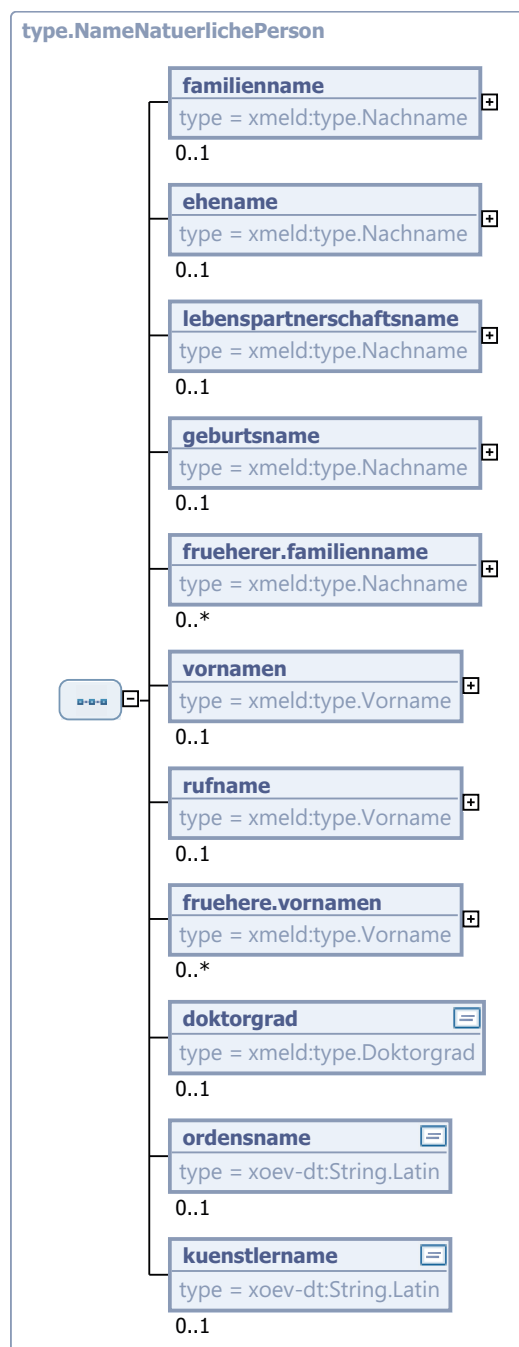 type.NameNatuerlichePerson
familienname
type = xmeld:type.Nachname
0..1
ehename
type = xmeld:type.Nachname
0..1
lebenspartnerschaftsname
type = xmeld:type.Nachname
0..1
geburtsname
type = xmeld:type.Nachname
0..1
frueherer.familienname
type = xmeld:type.Nachname
0..*
vornamen
type = xmeld:type.Vorname
0..1
rufname
type = xmeld:type.Vorname
0..1
fruehere.vornamen
type = xmeld:type.Vorname
0..*
doktorgrad
type = xmeld:type.Doktorgrad
0..1
ordensname
type = xoev-dt:String.Latin
0..1
kuenstlername
type = xoev-dt:String.Latin
0..1